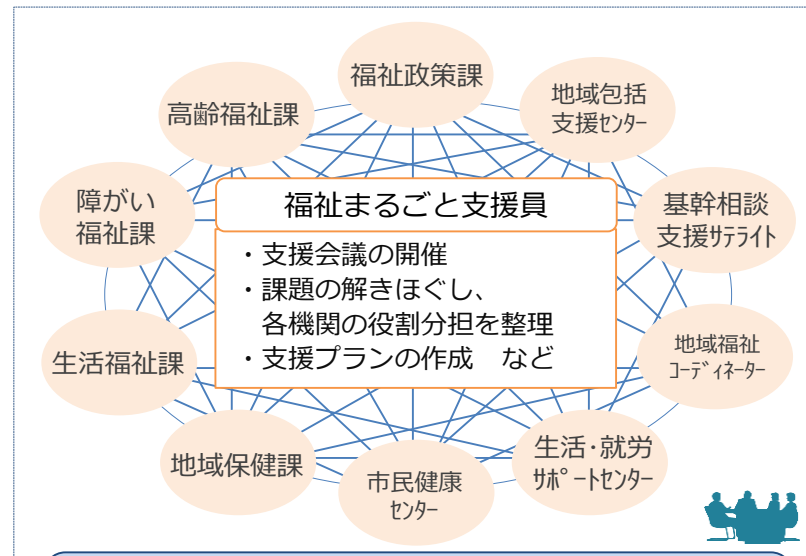 福祉政策課
高齢福祉課
地域包括
支援ｾﾝﾀｰ
障がい
福祉課
基幹相談
支援ｻﾃﾗｲﾄ
福祉まるごと支援員
・支援会議の開催
・課題の解きほぐし、
各機関の役割分担を整理
・支援プランの作成　など
生活福祉課
地域福祉
ｺｰﾃﾞｨﾈｰﾀｰ
地域保健課
市民健康
ｾﾝﾀｰ
生活・就労
ｻﾎﾟｰﾄｾﾝﾀｰ